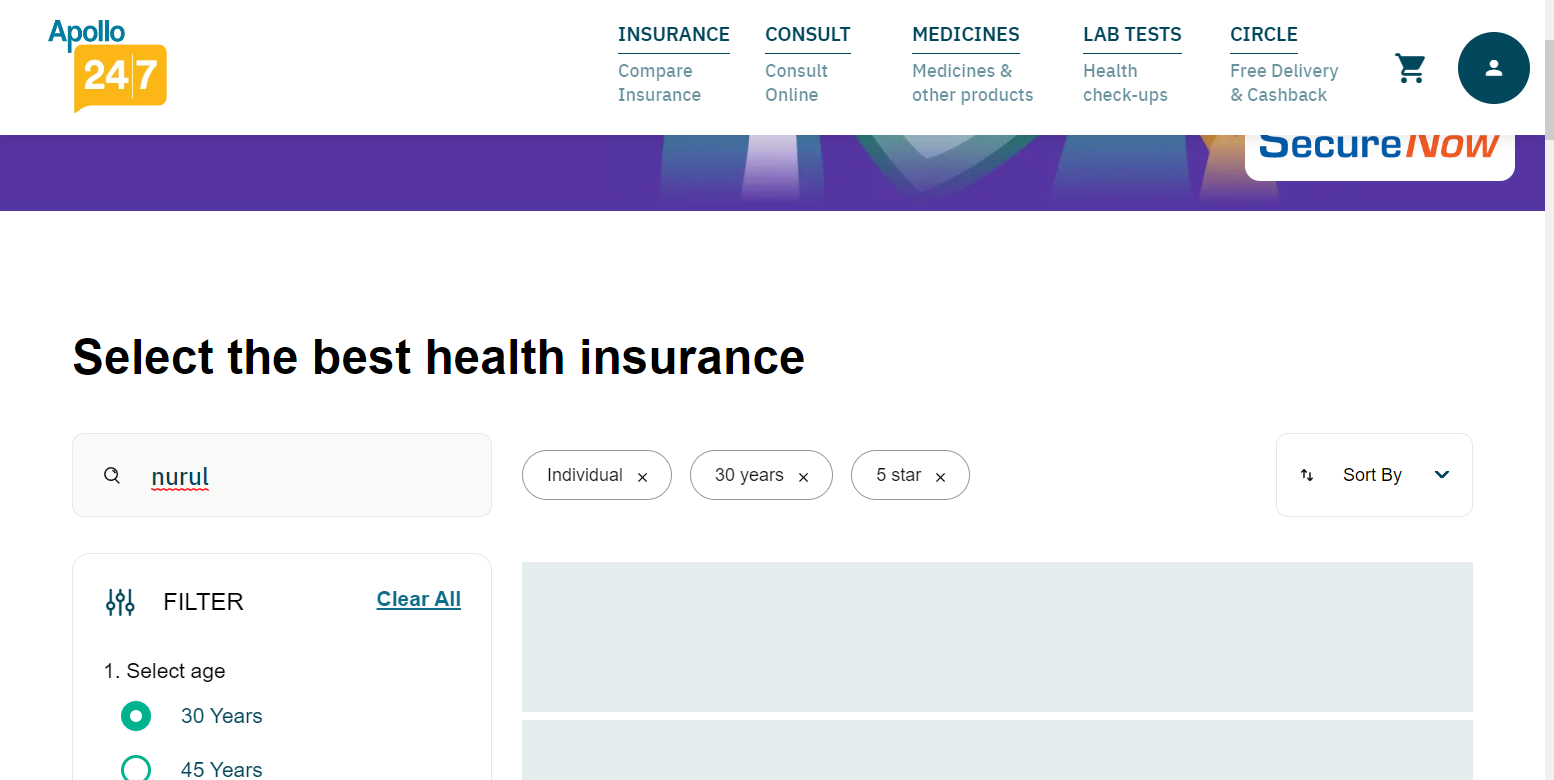 Apollo
24|7
INSURANCE
Compare
Insurance
CONSULT
Consult
Online
MEDICINES
Medicines &
other products
LAB TESTS
Health
check-ups
CIRCLE
Free Delivery
& Cashback
SecureNow
Select the best health insurance
nurul
Individual ×
30 years ×
5 star ×
Sort By
FILTER
Clear All
1. Select age
30 Years
45 Years